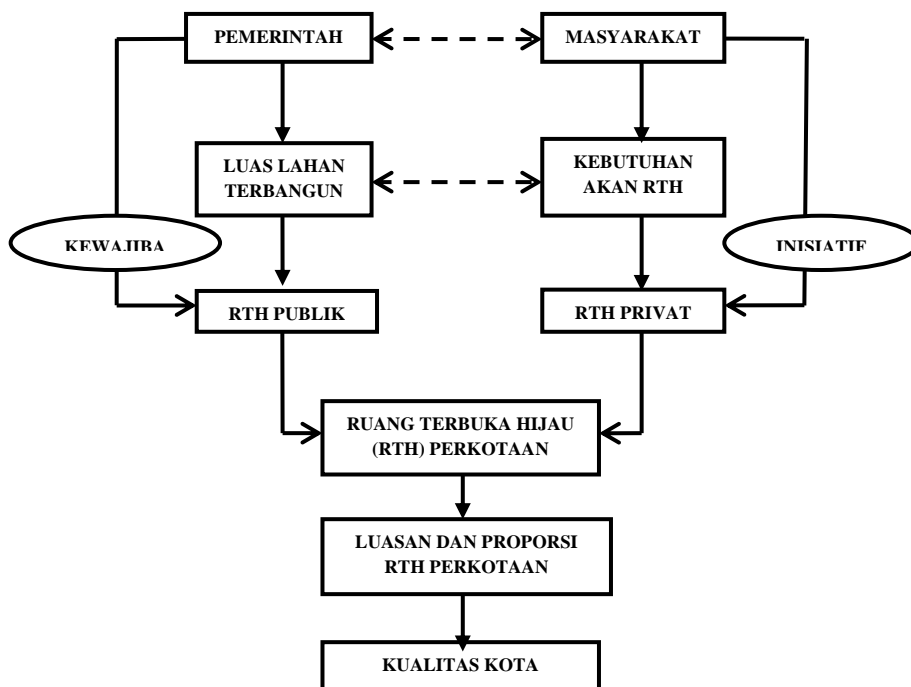 PEMERINTAH
MASYARAKAT
LUAS LAHAN
TERBANGUN
KEBUTUHAN
AKAN RTH
KEWAJIBA
INISIATIF
RTH PUBLIK
RTH PRIVAT
RUANG TERBUKA HIJAU
(RTH) PERKOTAAN
LUASAN DAN PROPORSI
RTH PERKOTAAN
KUALITAS KOTA